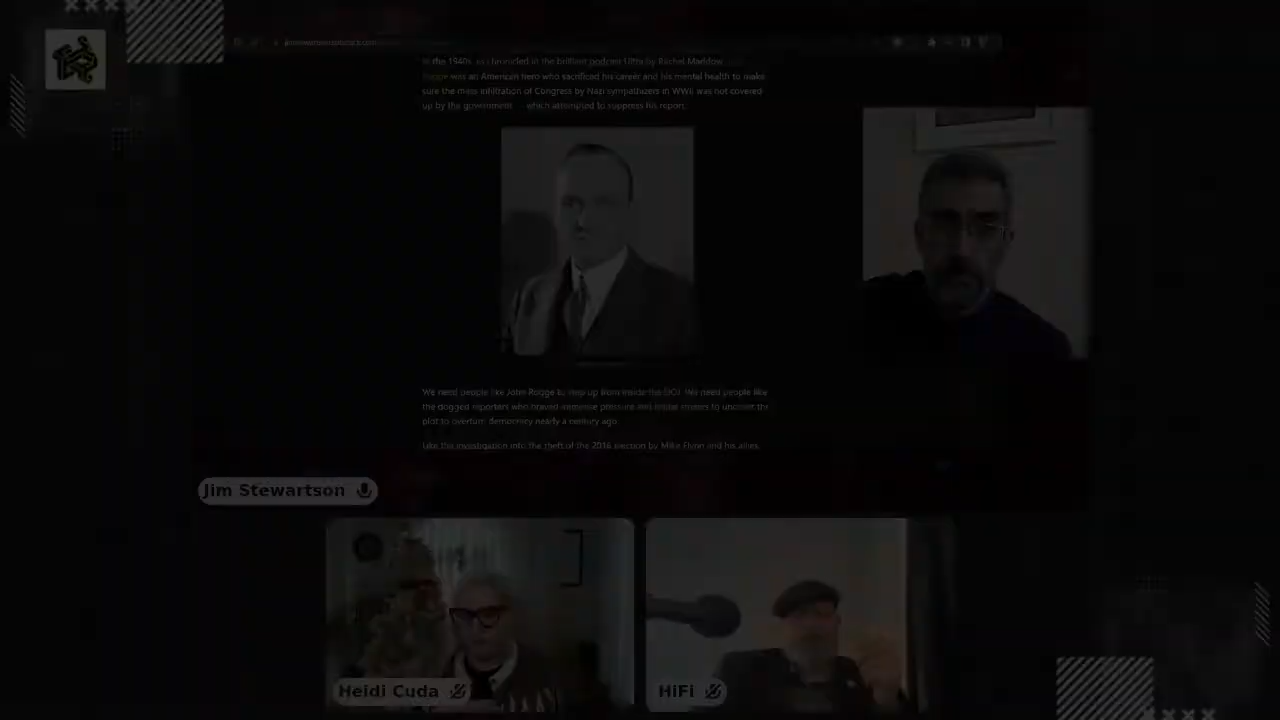 In the 1940s, as chronicled in the brilliant podcast Ultra by Rachel Maddow,
Rogge was an American hero who sacrificed his career and his mental health to make
sure the mass infiltration of Congress by Nazi sympathizers in WWII was not covered
up by the government which attempted to suppress his report.
We need people like John Rogge to step up from inside the DOJ. We need people like
the dogged reporters who braved immense pressure and smears to uncover the
plot to overturn democracy nearly a century ago.
Like this investigation into the theft of the 2016 election by Mike Flynn and his allies.
Jim Stewartson
Heidi Cuda
HiFi